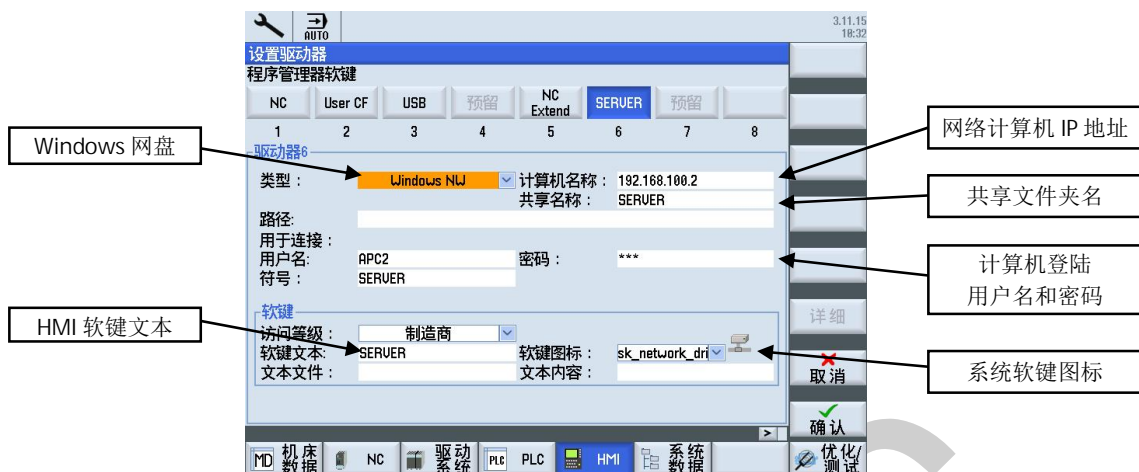 AUTO
3.11.15
10:32
设置驱动器
程序管理器软键
NC
User CF
USB
预留
NC
Extend
SERVER
预留
1 2 3 4 5 6 7 8
驱动器6
类型：
Windows NW
计算机名称：
192.168.100.2
共享名称：
SERVER
路径:
用于连接：
用户名:
APC2
密码：
***
符号：
SERVER
软键
访问等级：
制造商
软键文本:
SERVER
软键图标：
sk_network_dri
文本文件：
文本内容：
详细
取消
确认
>
MD 机床
数据
NC
驱动
系统
PLC PLC
HMI
系统
数据
优化/
测试
Windows 网盘
HMI 软键文本
网络计算机 IP 地址
共享文件夹名
计算机登陆
用户名和密码
系统软键图标